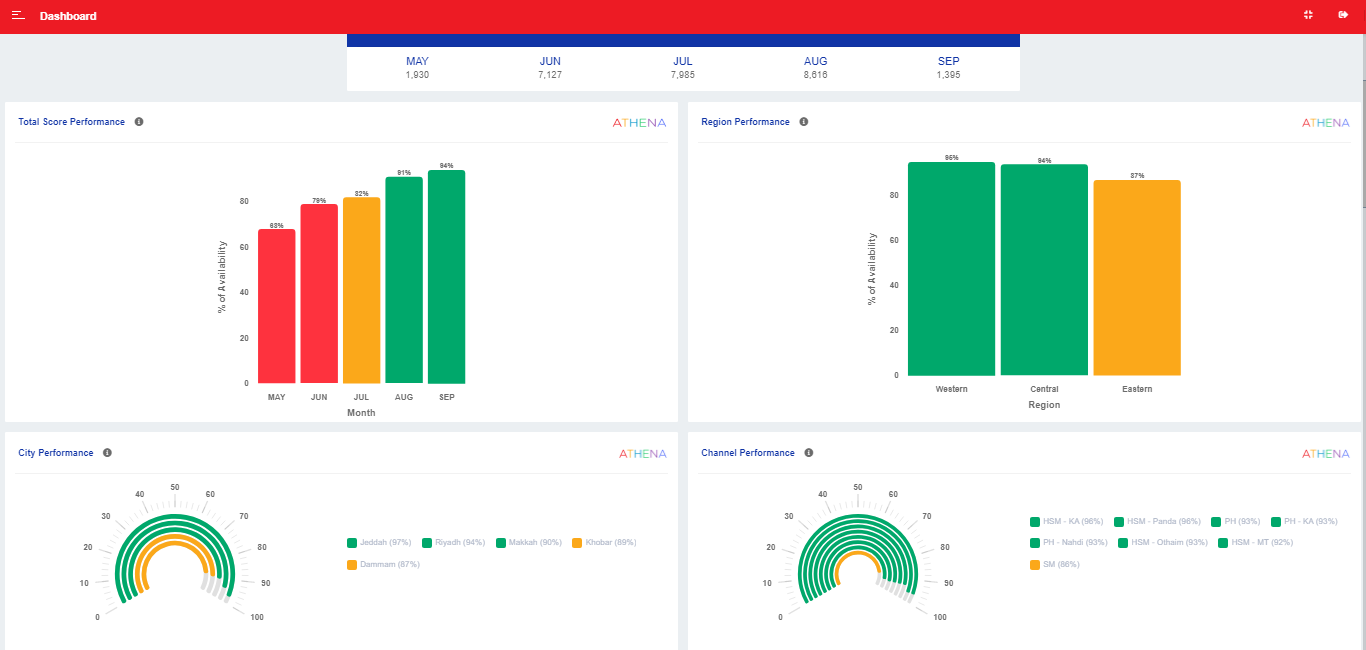 Dashboard
MAY JUN JUL AUG SEP
1,930 7,127 7,985 8,616 1,395
Total Score Performance ATHENA
68% 79% 82% 91% 94%
80
60
40
20
0
% of Availability
MAY JUN JUL AUG SEP
Month
Region Performance ATHENA
95% 94% 87%
80
60
40
20
0
% of Availability
Western Central Eastern
Region
City Performance ATHENA
0 10 20 30 40 50 60 70 80 90 100
Jeddah (97%) Riyadh (94%) Makkah (90%) Khobar (89%)
Dammam (87%)
Channel Performance ATHENA
0 10 20 30 40 50 60 70 80 90 100
HSM - KA (96%) HSM - Panda (96%) PH (93%) PH - KA (93%)
PH - Nahdi (93%) HSM - Othaim (93%) HSM - MT (92%)
SM (86%)